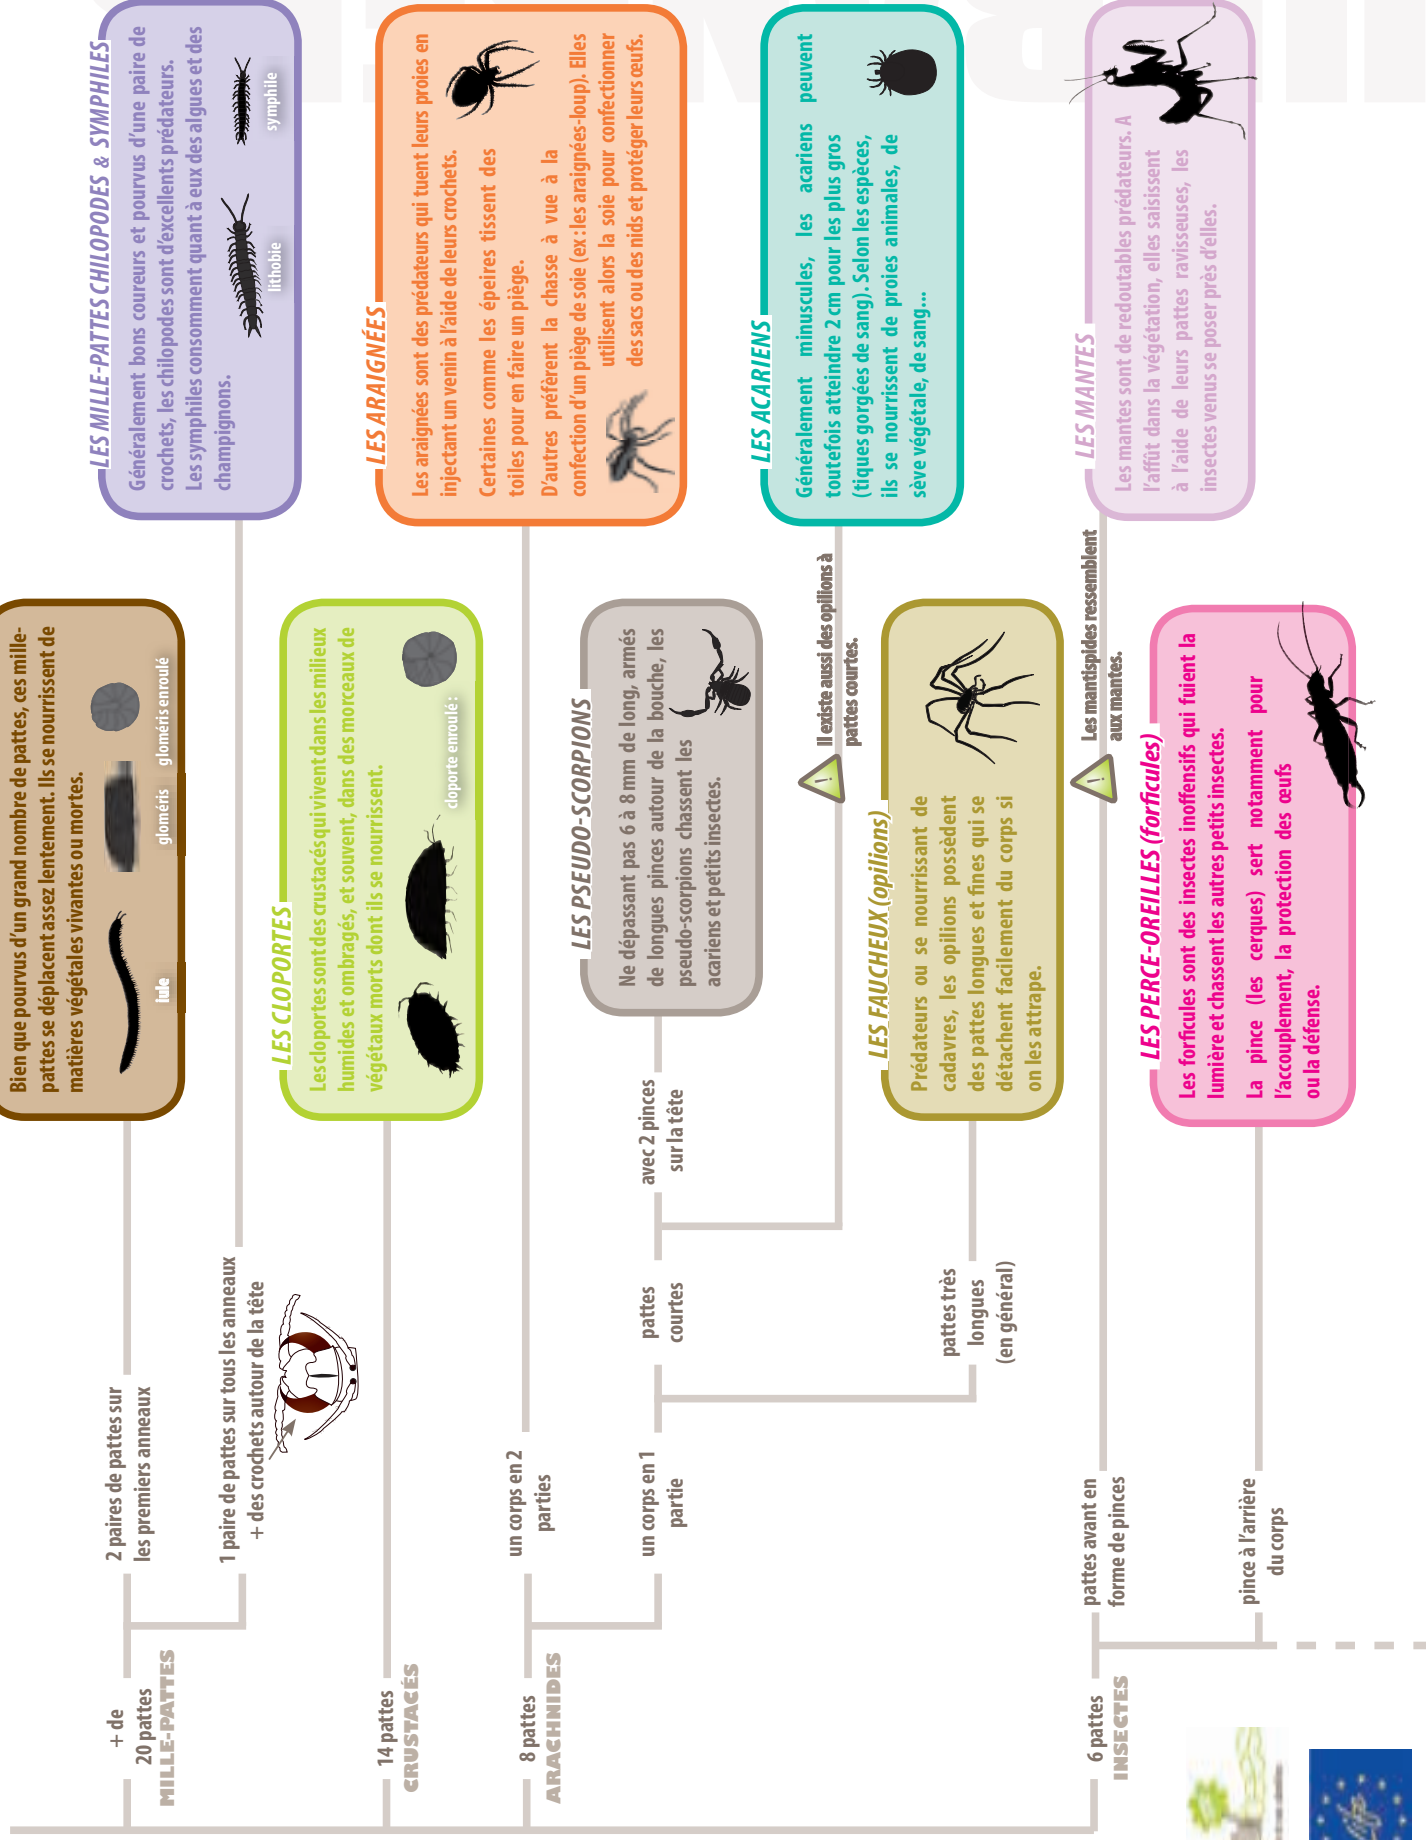 + de
20 pattes
MILLE-PATTES
2 paires de pattes sur
les premiers anneaux
Bien que pourvus d'un grand nombre de pattes, ces mille-
pattes se déplacent assez lentement. Ils se nourrissent de
matières végétales vivantes ou mortes.
Iule
gloméris
gloméris enroulé
1 paire de pattes sur tous les anneaux
+ des crochets autour de la tête
LES MILLE-PATTES CHILOPODES & SYMPHILES
Généralement bons coureurs et pourvus d'une paire de
crochets, les chilopodes sont d'excellents prédateurs.
Les symphiles consomment quant à eux des algues et des
champignons.
lithobie
symphile
14 pattes
CRUSTACÉS
LES CLOPORTES
Les cloportes sont des crustacés qui vivent dans les milieux
humides et ombragés, et souvent, dans des morceaux de
végétaux morts dont ils se nourrissent.
cloporte enroulé :
8 pattes
ARACHNIDES
un corps en 2
parties
LES ARAIGNÉES
Les araignées sont des prédateurs qui tuent leurs proies en
injectant un venin à l'aide de leurs crochets.
Certaines comme les épeires tissent des
toiles pour en faire un piège.
D'autres préfèrent la chasse à vue à la
confection d'un piège de soie (ex : les araignées-loup). Elles
utilisent alors la soie pour confectionner
des sacs ou des nids et protéger leurs œufs.
un corps en 1
partie
pattes
courtes
avec 2 pinces
sur la tête
LES PSEUDO-SCORPIONS
Ne dépassant pas 6 à 8 mm de long, armés
de longues pinces autour de la bouche, les
pseudo-scorpions chassent les
acariens et petits insectes.
Il existe aussi des opilions à
pattes courtes.
LES ACARIENS
Généralement minuscules, les acariens peuvent
toutefois atteindre 2 cm pour les plus gros
(tiques gorgées de sang). Selon les espèces,
ils se nourrissent de proies animales, de
sève végétale, de sang...
pattes très
longues
(en général)
LES FAUCHEUX (opilions)
Prédateurs ou se nourrissant de
cadavres, les opilions possèdent
des pattes longues et fines qui se
détachent facilement du corps si
on les attrape.
6 pattes
INSECTES
pattes avant en
forme de pinces
Les mantispides ressemblent
aux mantes.
LES MANTES
Les mantes sont de redoutables prédateurs. A
l'affût dans la végétation, elles saisissent
à l'aide de leurs pattes ravisseuses, les
insectes venus se poser près d'elles.
pince à l'arrière
du corps
LES PERCE-OREILLES (forficules)
Les forficules sont des insectes inoffensifs qui fuient la
lumière et chassent les autres petits insectes.
La pince (les cerques) sert notamment pour
l'accouplement, la protection des œufs
ou la défense.